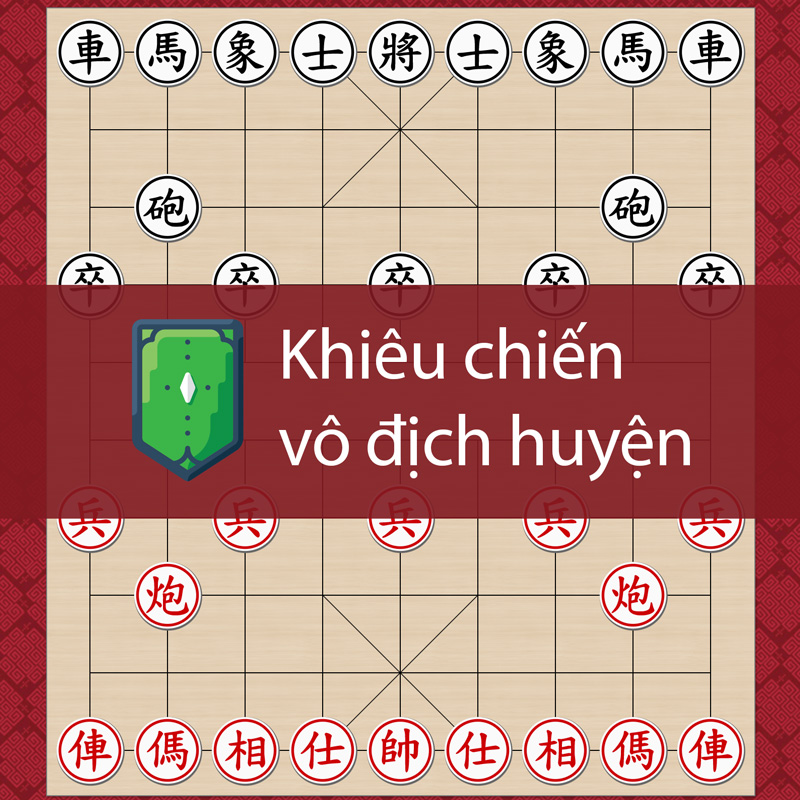 車馬象士將士象馬車
砲砲
卒卒卒卒卒
Khiêu chiến
vô địch huyện
兵兵兵兵兵
炮炮
俥傌相仕帥仕相傌俥